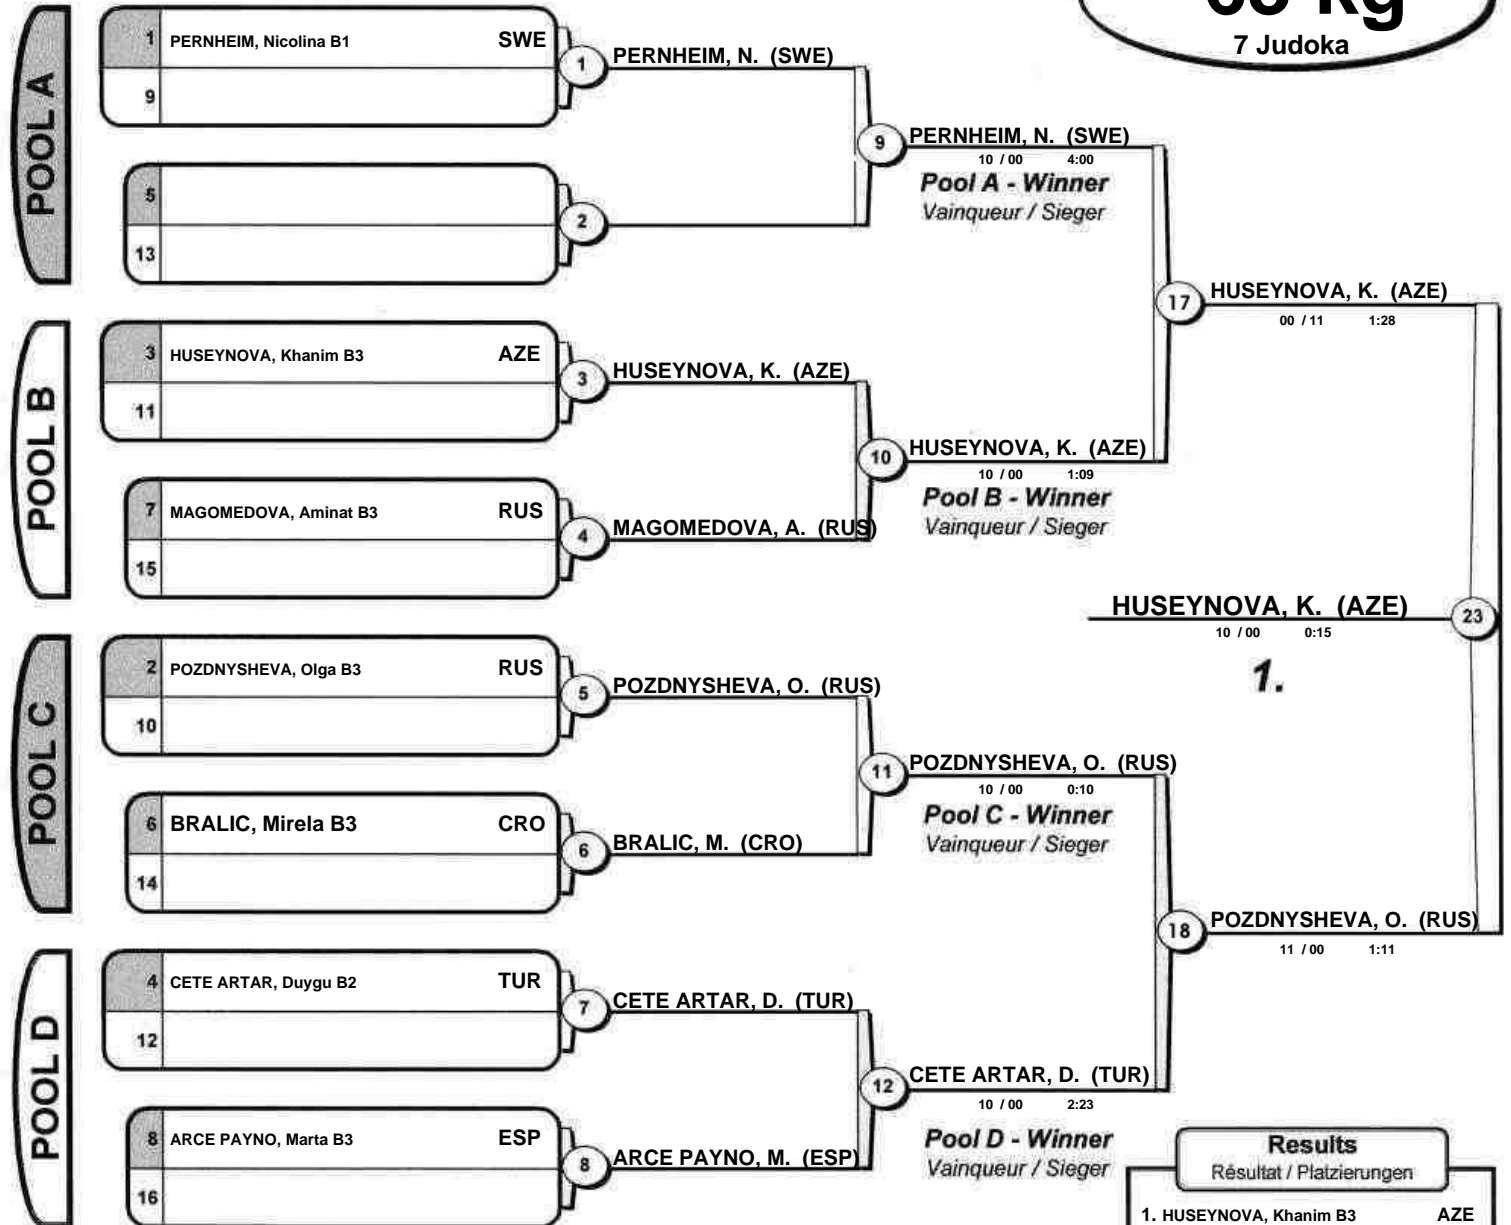 7 Judoka
POOL A
1 PERNHEIM, Nicolina B1 SWE
9
1 PERNHEIM, N. (SWE)
5
13
2
9 PERNHEIM, N. (SWE)
10 / 00 4:00
Pool A - Winner
Vainqueur / Sieger
POOL B
3 HUSEYNOVA, Khanim B3 AZE
11
3 HUSEYNOVA, K. (AZE)
7 MAGOMEDOVA, Aminat B3 RUS
15
4 MAGOMEDOVA, A. (RUS)
10 HUSEYNOVA, K. (AZE)
10 / 00 1:09
Pool B - Winner
Vainqueur / Sieger
17 HUSEYNOVA, K. (AZE)
00 / 11 1:28
HUSEYNOVA, K. (AZE) 23
10 / 00 0:15
1.
POOL C
2 POZDNYSHEVA, Olga B3 RUS
10
5 POZDNYSHEVA, O. (RUS)
6 BRALIC, Mirela B3 CRO
14
6 BRALIC, M. (CRO)
11 POZDNYSHEVA, O. (RUS)
10 / 00 0:10
Pool C - Winner
Vainqueur / Sieger
18 POZDNYSHEVA, O. (RUS)
11 / 00 1:11
POOL D
4 CETE ARTAR, Duygu B2 TUR
12
7 CETE ARTAR, D. (TUR)
8 ARCE PAYNO, Marta B3 ESP
16
8 ARCE PAYNO, M. (ESP)
12 CETE ARTAR, D. (TUR)
10 / 00 2:23
Pool D - Winner
Vainqueur / Sieger
Results
Résultat / Platzierungen
1. HUSEYNOVA, Khanim B3 AZE